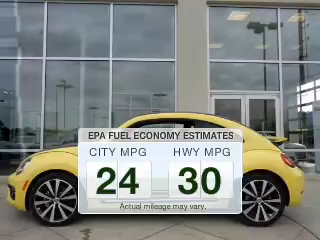 EPA FUEL ECONOMY ESTIMATES
CITY MPG HWY MPG
24 30
Actual mileage may vary.